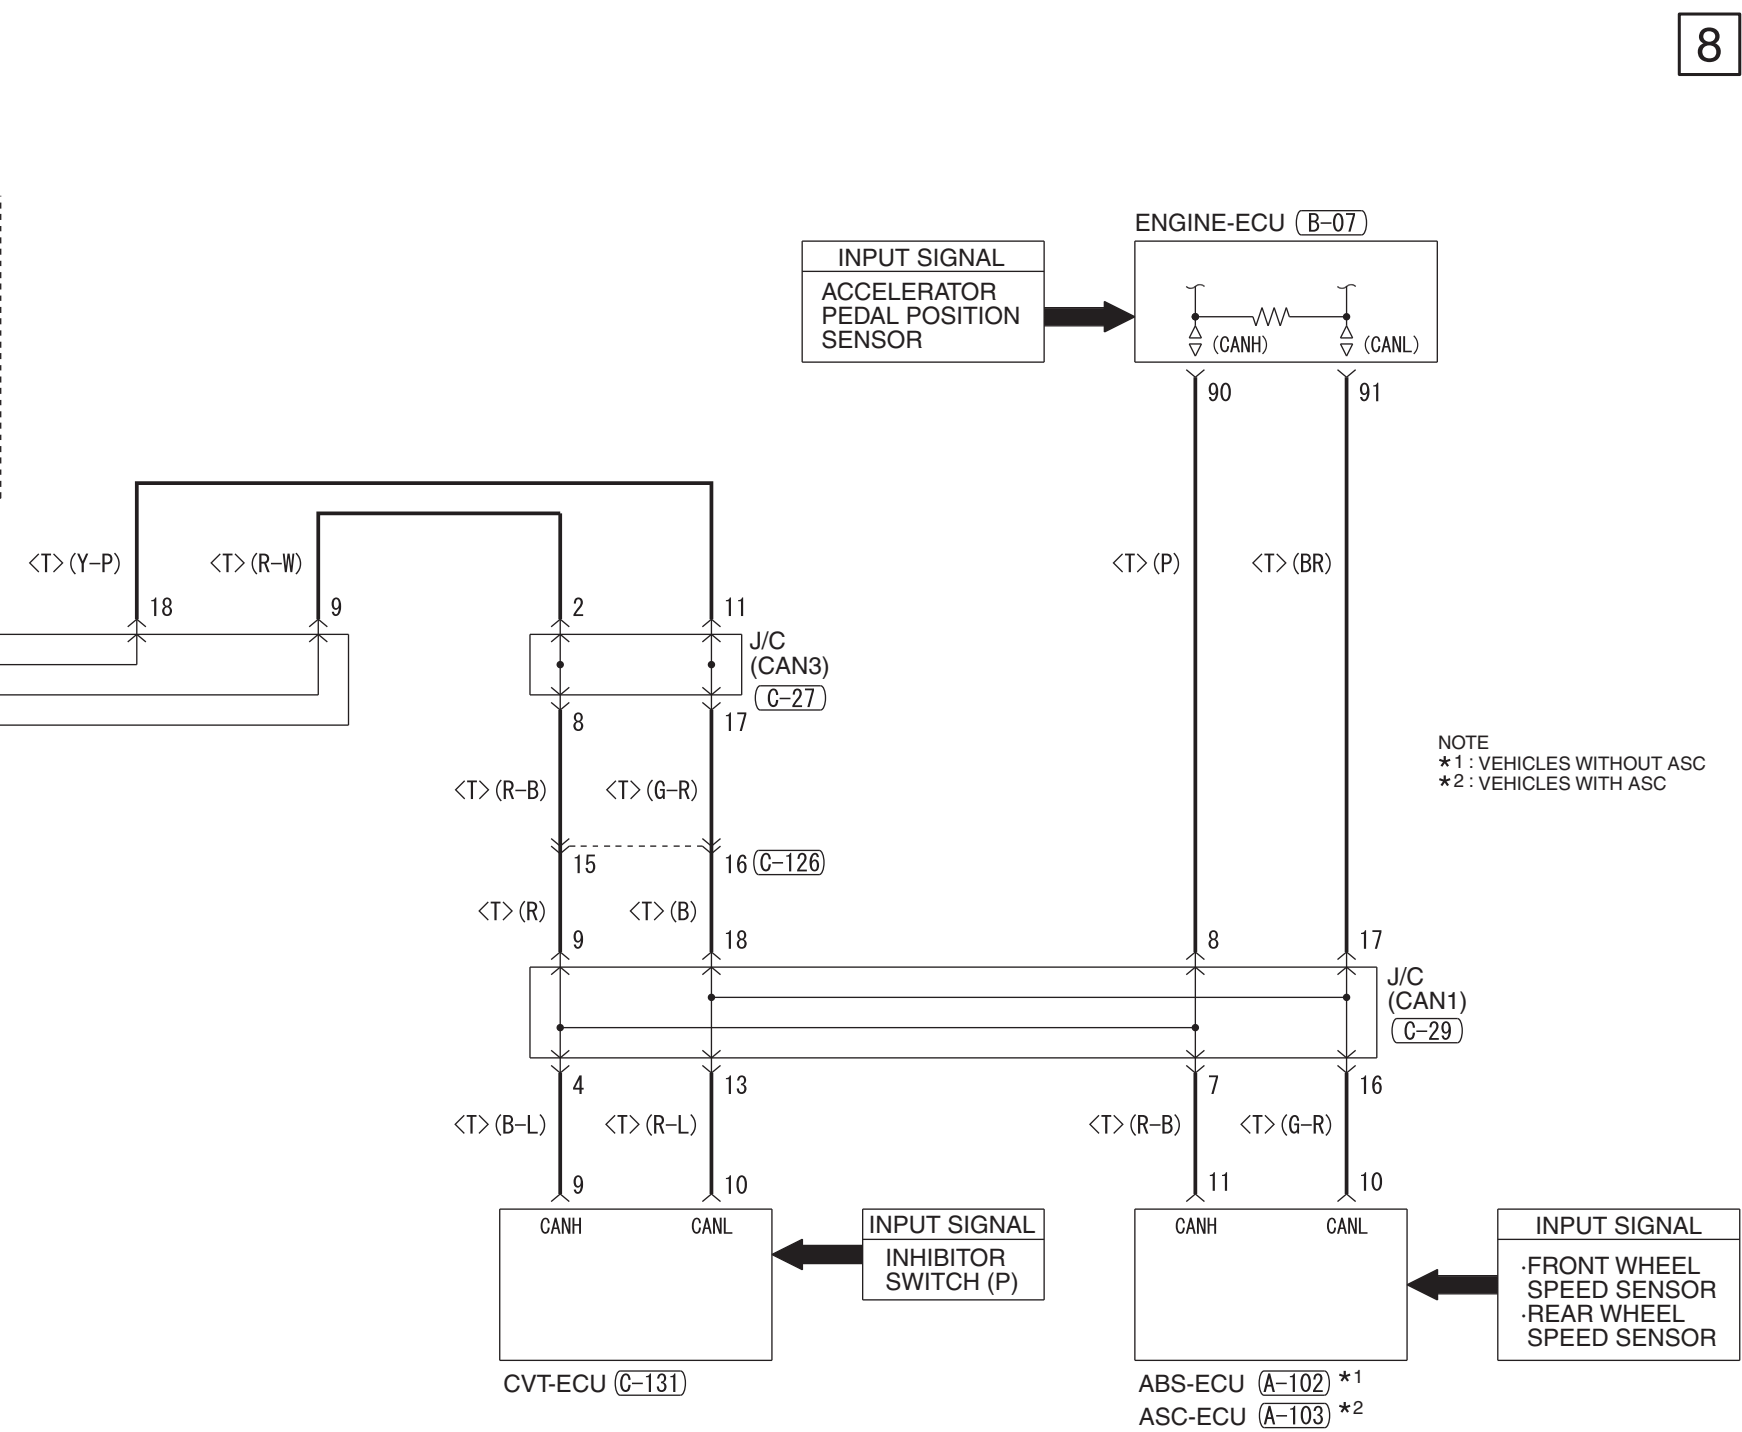 8
ENGINE-ECU B-07
INPUT SIGNAL
ACCELERATOR
PEDAL POSITION
SENSOR
(CANH) (CANL)
90 91
<T>(Y-P) <T>(R-W) <T>(P) <T>(BR)
18 9 2 11
J/C
(CAN3)
C-27
8 17
NOTE
*1 : VEHICLES WITHOUT ASC
*2 : VEHICLES WITH ASC
<T>(R-B) <T>(G-R)
15 16 C-126
<T>(R) <T>(B)
9 18 8 17
J/C
(CAN1)
C-29
4 13 7 16
<T>(B-L) <T>(R-L) <T>(R-B) <T>(G-R)
9 10 11 10
CANH CANL
INPUT SIGNAL
INHIBITOR
SWITCH (P)
CANH CANL
INPUT SIGNAL
·FRONT WHEEL
SPEED SENSOR
·REAR WHEEL
SPEED SENSOR
CVT-ECU C-131
ABS-ECU A-102 *1
ASC-ECU A-103 *2